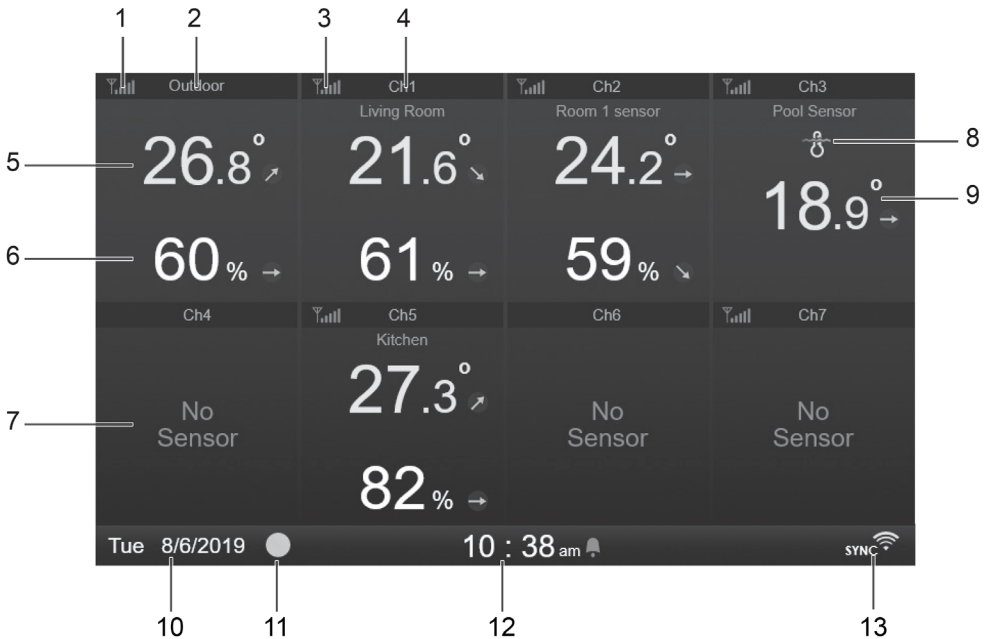 1 2 3 4
Outdoor Ch1 Ch2 Ch3
Living Room Room 1 sensor Pool Sensor
8
5 26.8° 21.6° 24.2°
18.9° 9
6 60% 61% 59%
Ch4 Ch5 Ch6 Ch7
Kitchen
27.3°
7 No Sensor No Sensor No Sensor
82%
Tue 8/6/2019 10 : 38 am SYNC
10 11 12 13